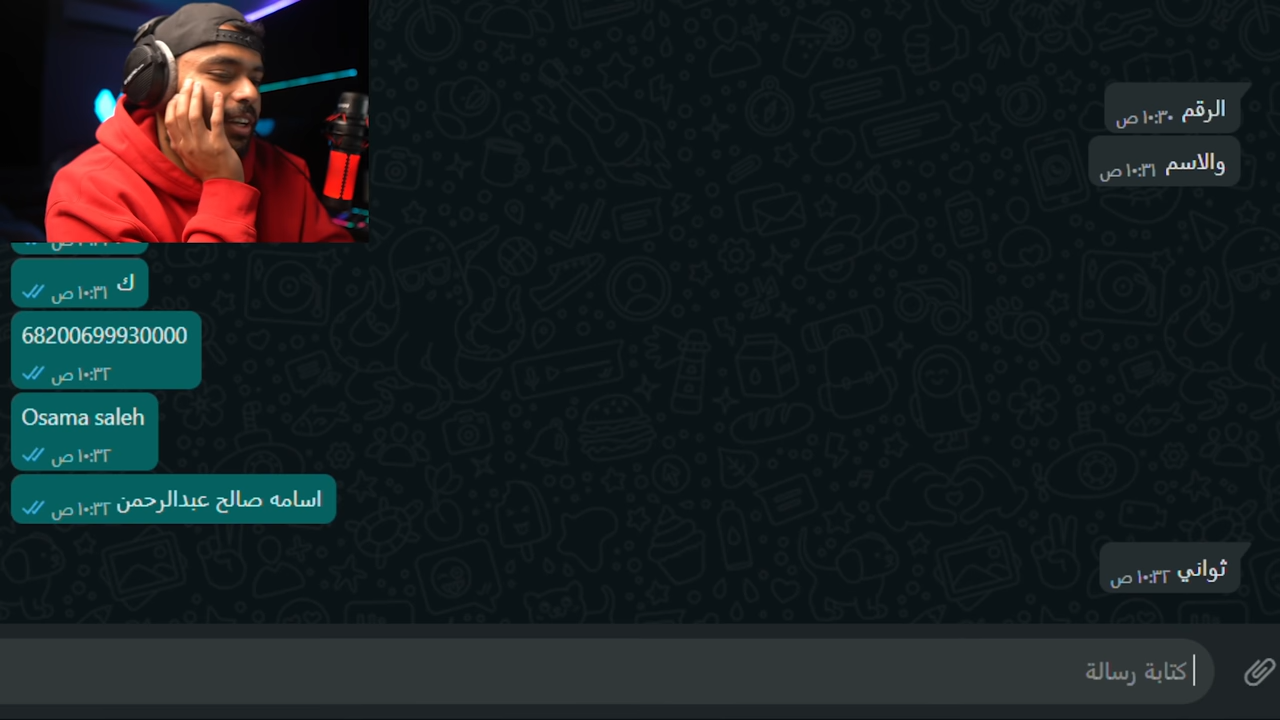 الرقم ١٠:٣٠ ص
والاسم ١٠:٣١ ص
ك ١٠:٣١ ص
68200699930000
١٠:٣٢ ص
Osama saleh
١٠:٣٢ ص
اسامه صالح عبدالرحمن ١٠:٣٢ ص
ثواني ١٠:٣٢ ص
كتابة رسالة